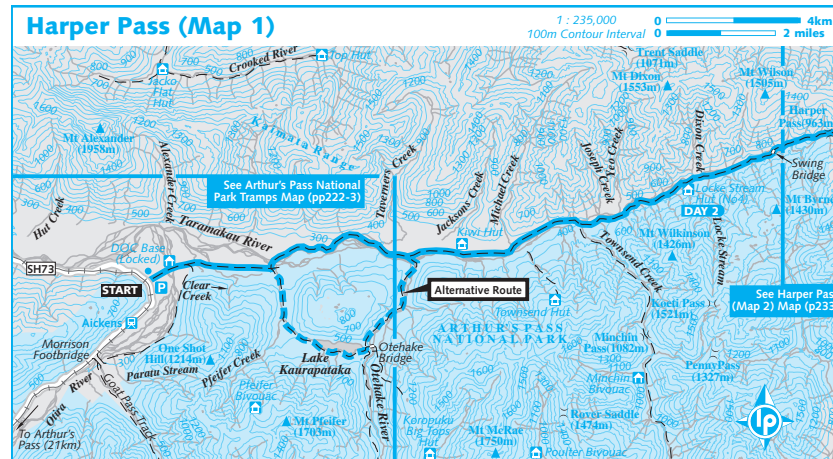 Harper Pass (Map 1)
1 : 235,000
100m Contour Interval
0 4km
0 2 miles
Crooked River
Top Hut
Jacko
Flat
Hut
Trent Saddle
(1071m)
Mt Dixon
(1553m)
Mt Wilson
(1505m)
Harper
Pass(963m)
Mt Alexander
(1958m)
Katmata Range
Alexander Creek
Taverners Creek
Jacksons Creek
Michael Creek
Joseph Creek
Yeo Creek
Dixon Creek
Swing
Bridge
See Arthur's Pass National
Park Tramps Map (pp222-3)
Locke Stream
Hut (No4)
DAY 2
Mt Byrne
(1430m)
Hut Creek
Taramakau River
Kiwi Hut
Mt Wilkinson
(1426m)
Locke Stream
DOC Base
(Locked)
SH73
START
P
Clear
Creek
Alternative Route
Townsend Creek
Townsend Hut
Koeti Pass
(1521m)
See Harper Pass
(Map 2) Map (p233)
Aickens
ARTHUR'S PASS
NATIONAL PARK
Morrison
Footbridge
One Shot
Hill(1214m)
Paratu Stream
Pfeifer Creek
Lake
Kaurapataka
Otehake
Bridge
Minchin
Pass(1082m)
Minchin
Bivouac
PennyPass
(1327m)
Otira River
Goat Pass Track
Pfeifer
Bivouac
Otehake River
Mt Pfeifer
(1703m)
Koropuku
Big Tops
Hut
Mt McRae
(1750m)
Rover Saddle
(1474m)
Poulter Bivouac
To Arthur's
Pass (21km)
lp